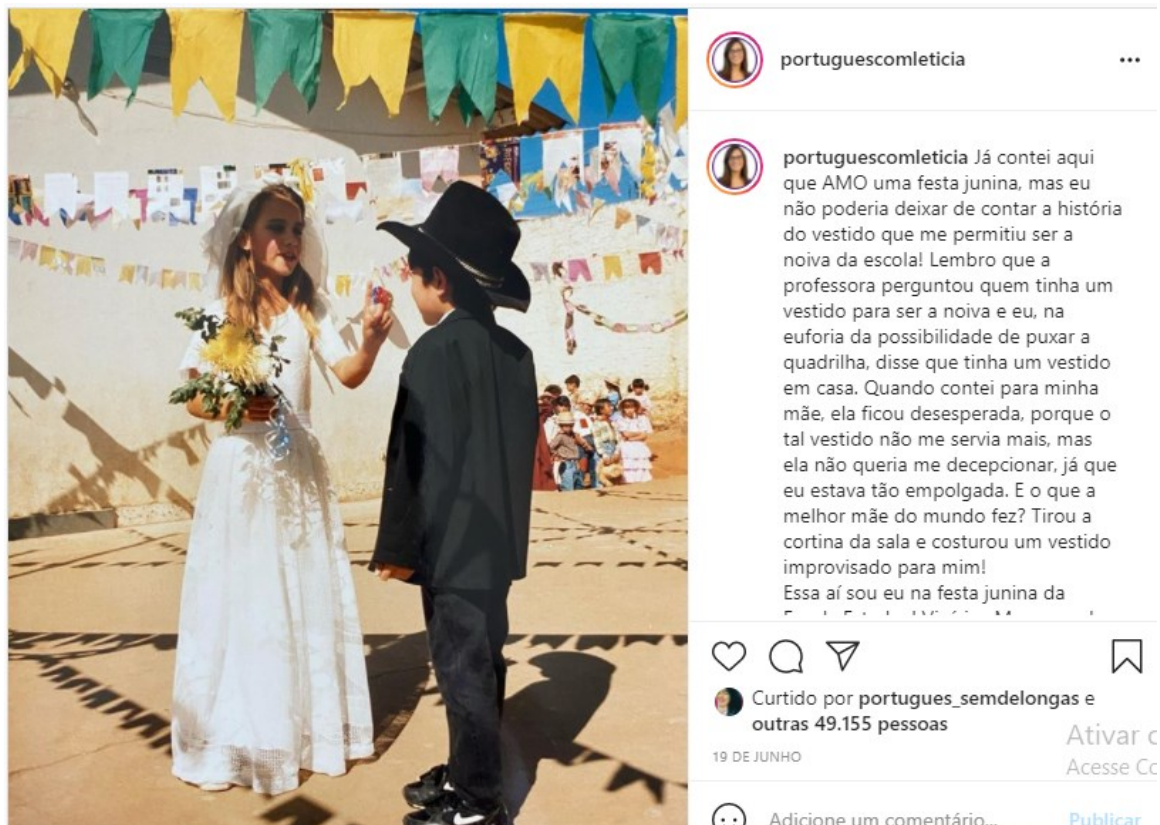 portuguescomleticia
portuguescomleticia Já contei aqui
que AMO uma festa junina, mas eu
não poderia deixar de contar a história
do vestido que me permitiu ser a
noiva da escola! Lembro que a
professora perguntou quem tinha um
vestido para ser a noiva e eu, na
euforia da possibilidade de puxar a
quadrilha, disse que tinha um vestido
em casa. Quando contei para minha
mãe, ela ficou desesperada, porque o
tal vestido não me servia mais, mas
ela não queria me decepcionar, já que
eu estava tão empolgada. E o que a
melhor mãe do mundo fez? Tirou a
cortina da sala e costurou um vestido
improvisado para mim!
Essa aí sou eu na festa junina da
Curtido por portugues_semdelongas e
outras 49.155 pessoas
19 DE JUNHO
Ativar
Acesse
Adicione um comentário...
Publicar